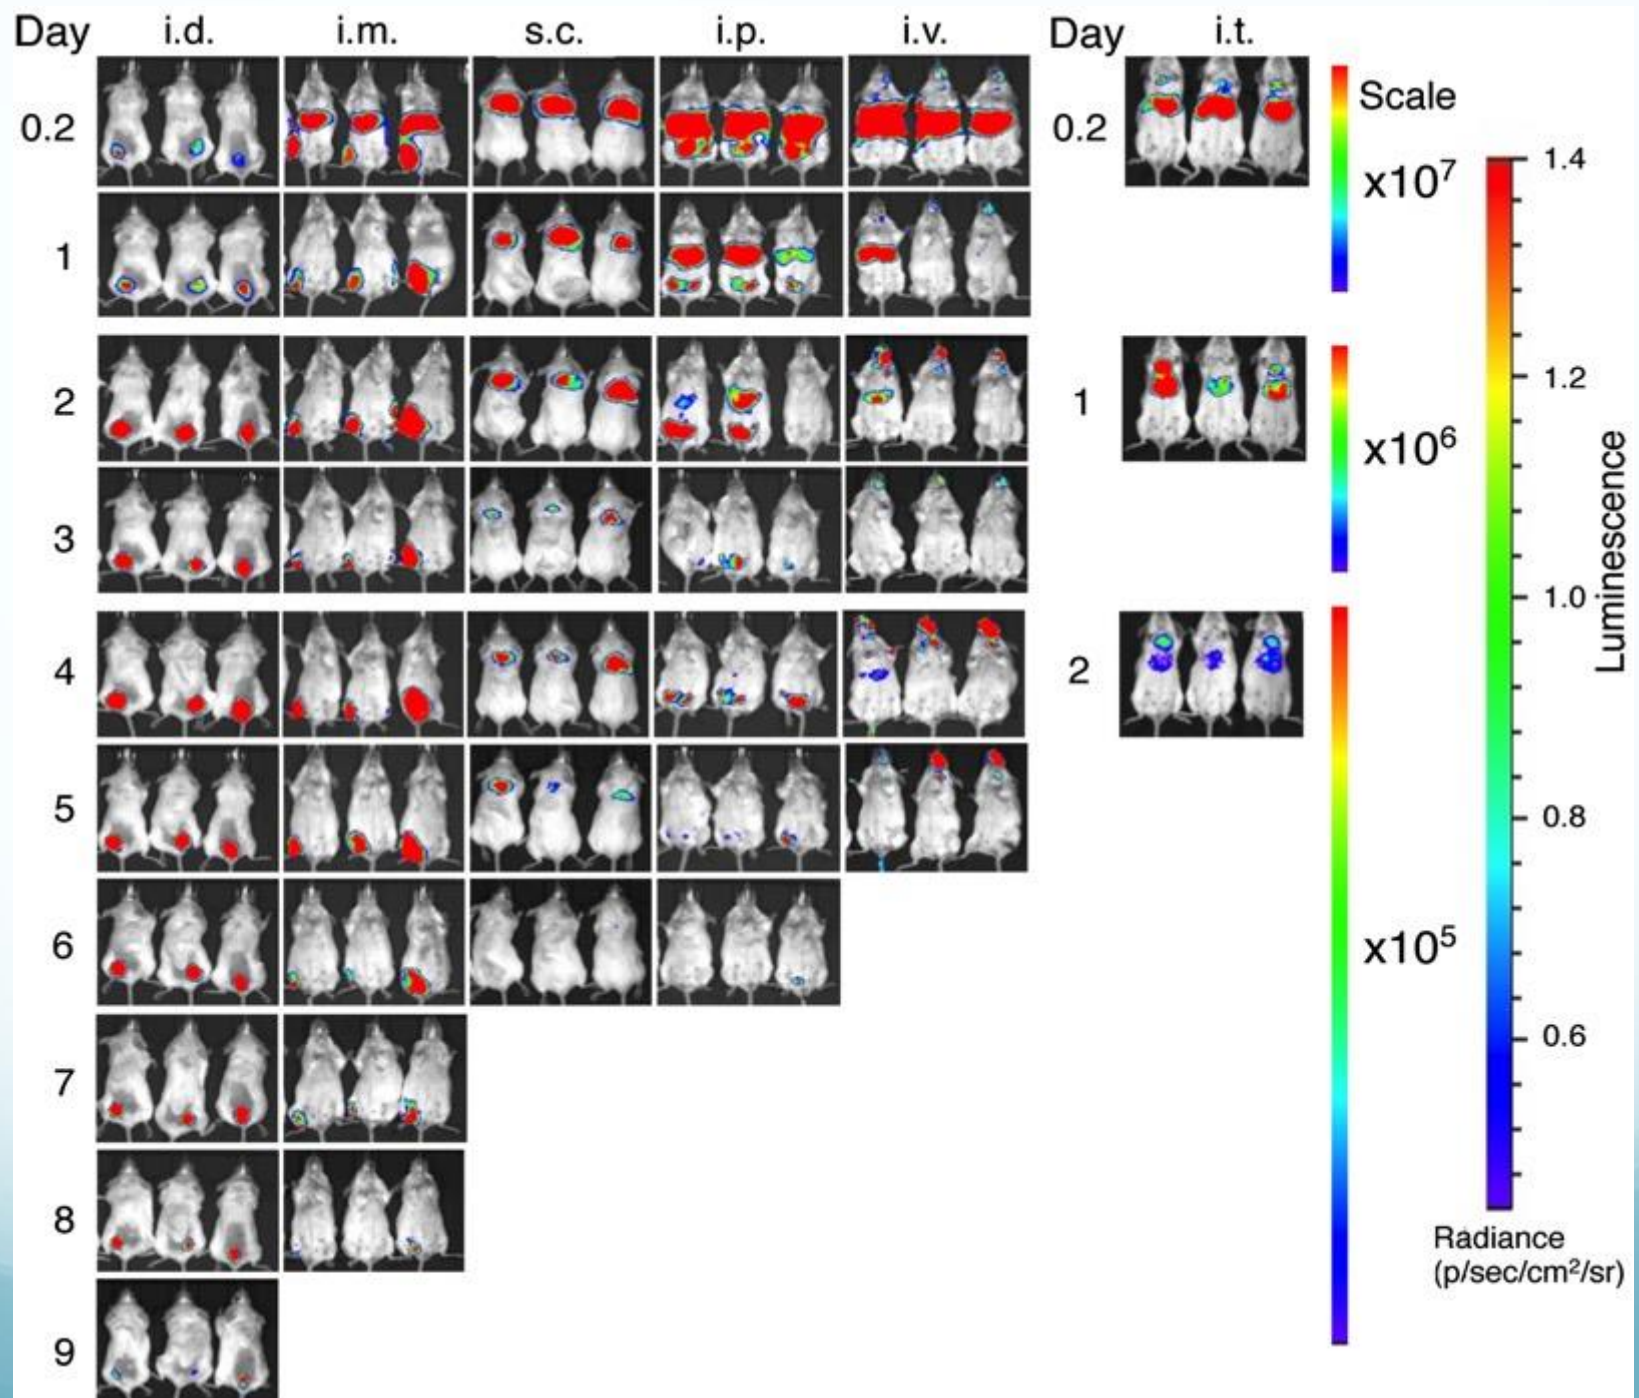 Day i.d. i.m. s.c. i.p. i.v. Day i.t.
0.2
1
2
3
4
5
6
7
8
9
0.2
1
2
Scale
x10⁷
x10⁶
x10⁵
1.4
1.2
1.0
0.8
0.6
Luminescence
Radiance
(p/sec/cm²/sr)